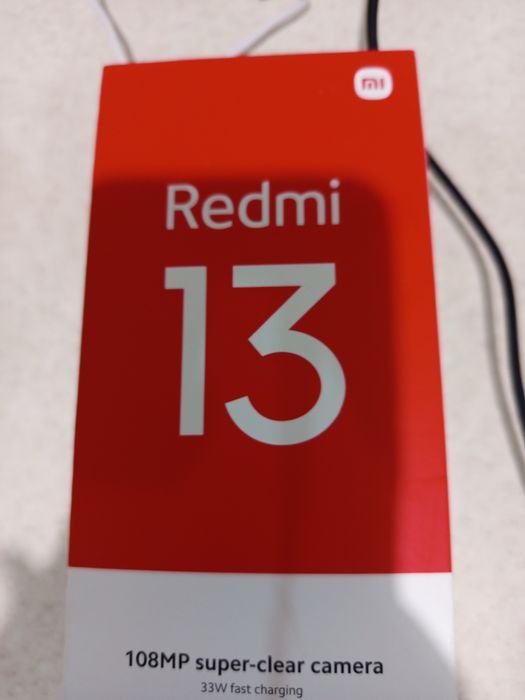 mi
Redmi
13
108MP super-clear camera
33W fast charging